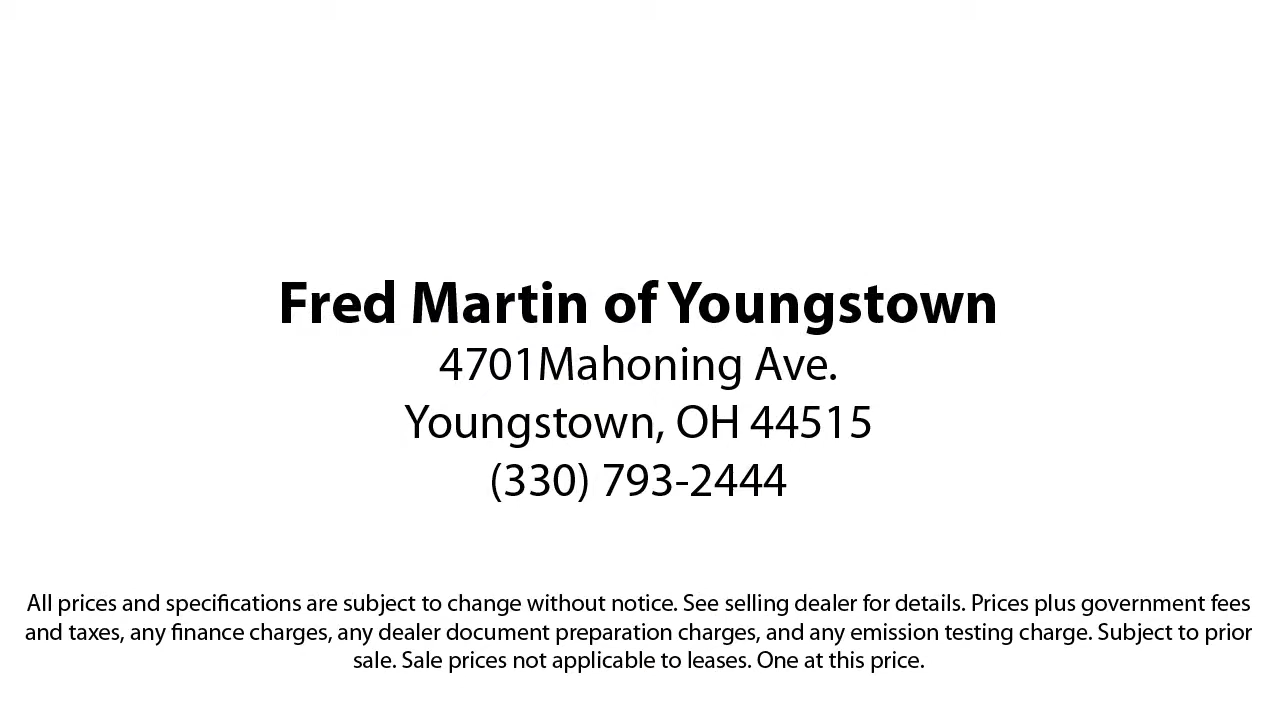 Fred Martin of Youngstown
4701Mahoning Ave.
Youngstown, OH 44515
(330) 793-2444
All prices and specifications are subject to change without notice. See selling dealer for details. Prices plus government fees
and taxes, any finance charges, any dealer document preparation charges, and any emission testing charge. Subject to prior
sale. Sale prices not applicable to leases. One at this price.